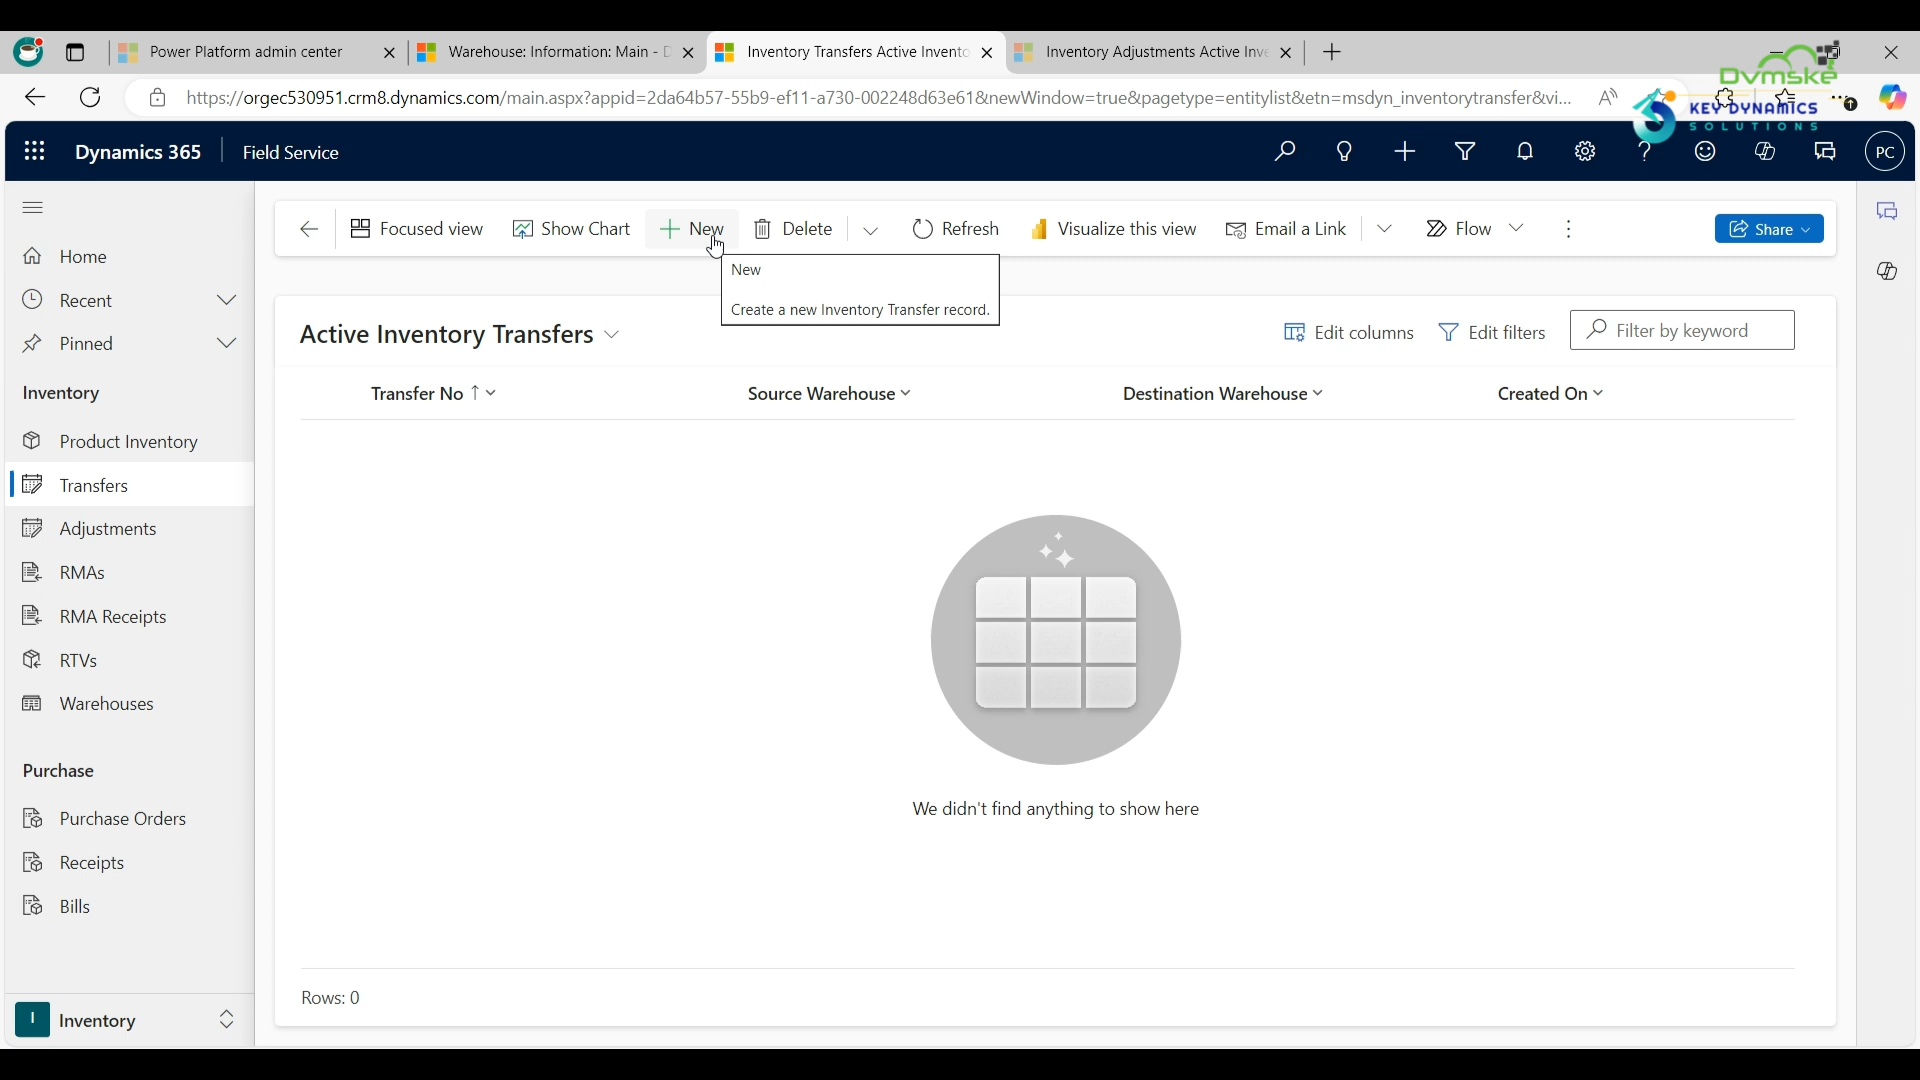 Power Platform admin center
Warehouse: Information: Main - D
Inventory Transfers Active Invento
Inventory Adjustments Active Inve
https://orgec530951.crm8.dynamics.com/main.aspx?appid=2da64b57-55b9-ef11-a730-002248d63e61&newWindow=true&pagetype=entitylist&etn=msdyn_inventorytransfer&vi...
Dvmske
KEY DYNAMICS
SOLUTIONS
Dynamics 365
Field Service
PC
Focused view
Show Chart
New
Delete
Refresh
Visualize this view
Email a Link
Flow
Share
New
Create a new Inventory Transfer record.
Home
Recent
Pinned
Inventory
Product Inventory
Transfers
Adjustments
RMAs
RMA Receipts
RTVs
Warehouses
Purchase
Purchase Orders
Receipts
Bills
I
Inventory
Active Inventory Transfers
Edit columns
Edit filters
Filter by keyword
Transfer No
Source Warehouse
Destination Warehouse
Created On
We didn't find anything to show here
Rows: 0